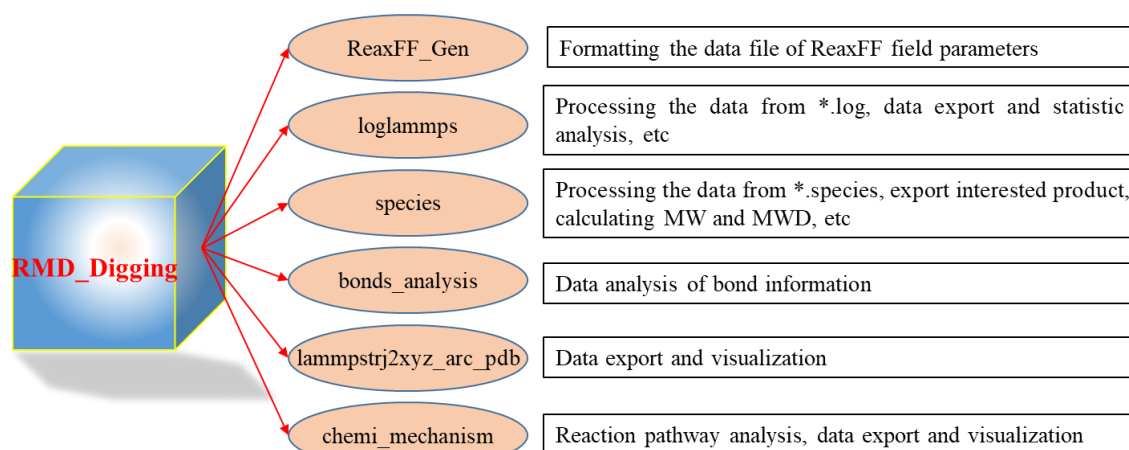 RMD_Digging
ReaxFF_Gen
Formatting the data file of ReaxFF field parameters
loglammps
Processing the data from *.log, data export and statistic
analysis, etc
species
Processing the data from *.species, export interested product,
calculating MW and MWD, etc
bonds_analysis
Data analysis of bond information
lammpstrj2xyz_arc_pdb
Data export and visualization
chemi_mechanism
Reaction pathway analysis, data export and visualization